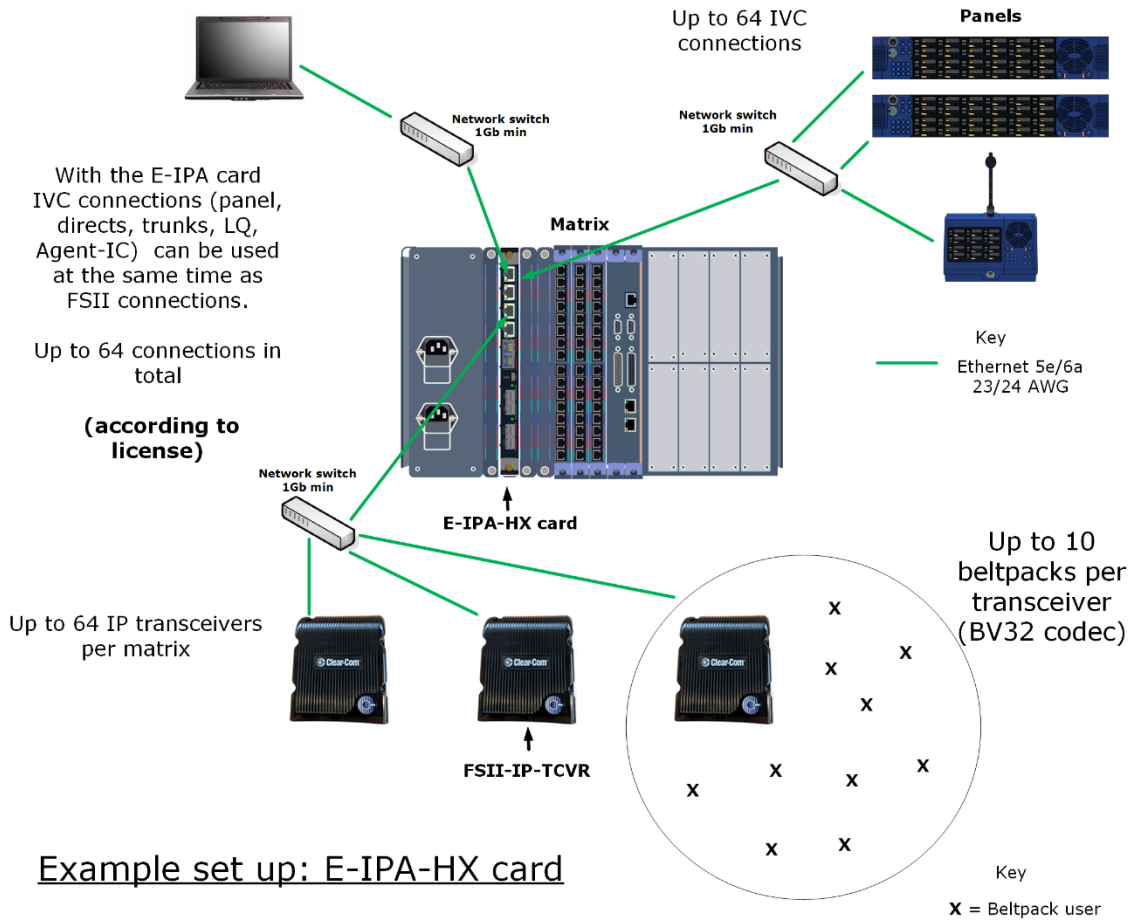 Up to 64 IVC
connections
Panels
Network switch
1Gb min
Network switch
1Gb min
With the E-IPA card
IVC connections (panel,
directs, trunks, LQ,
Agent-IC) can be used
at the same time as
FSII connections.
Up to 64 connections in
total
(according to
license)
Matrix
Key
Ethernet 5e/6a
23/24 AWG
Network switch
1Gb min
E-IPA-HX card
Up to 10
beltpacks per
transceiver
(BV32 codec)
Up to 64 IP transceivers
per matrix
Clear-Com
Clear-Com
Clear-Com
FSII-IP-TCVR
X
X
X
X
X
X
X
X
X
X
Example set up: E-IPA-HX card
Key
X = Beltpack user